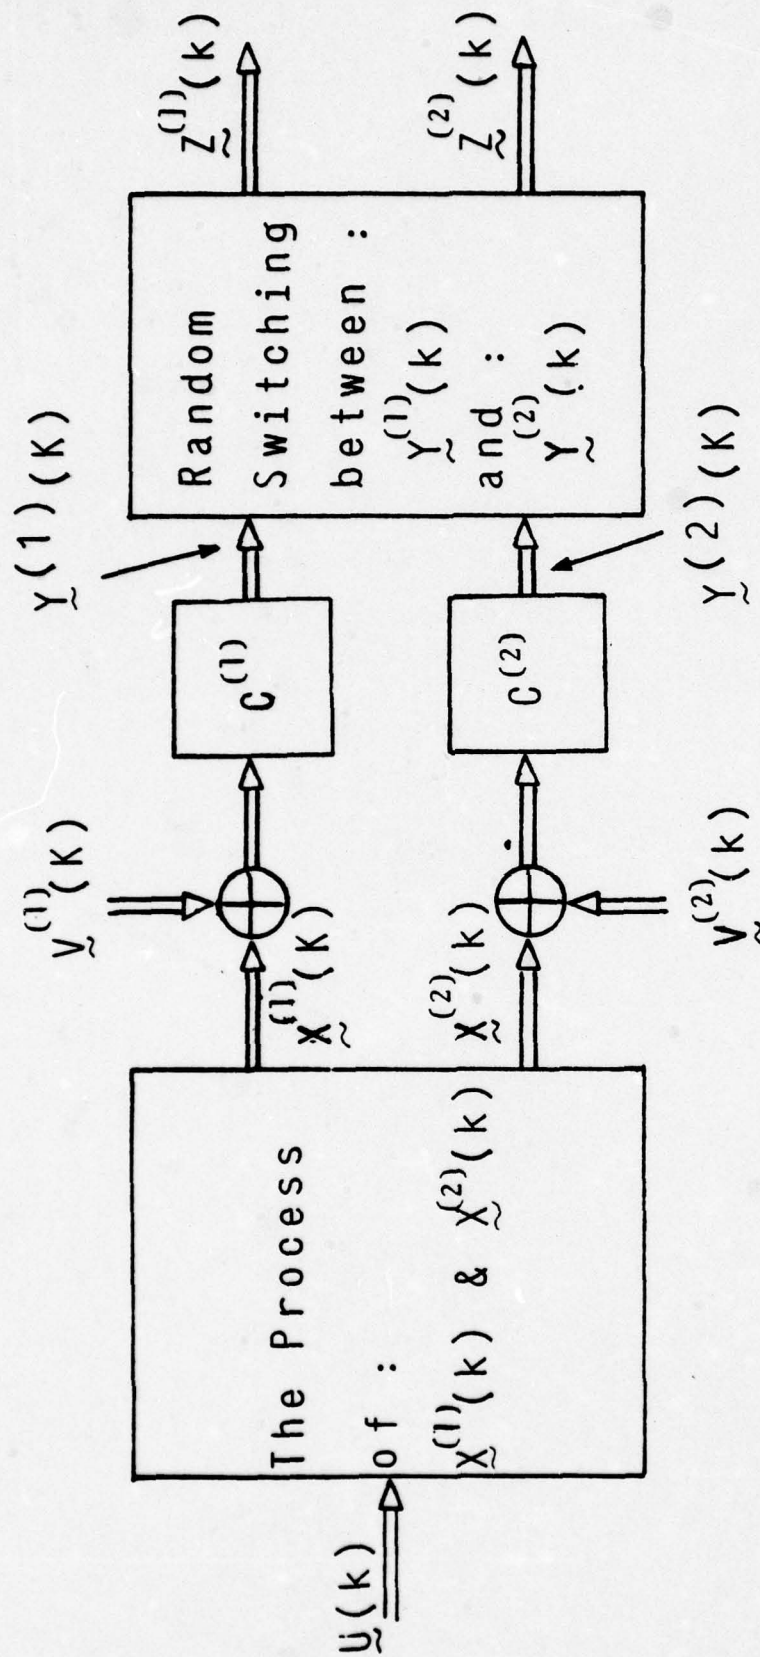 U(k)
The Process
of :
X^(1)(k) & X^(2)(k)
V^(1)(K)
X^(1)(K)
X^(2)(k)
V^(2)(k)
C^(1)
C^(2)
Y^(1)(K)
Y^(2)(K)
Random
Switching
between :
Y^(1)(k)
and :
Y^(2)(k)
Z^(1)(k)
Z^(2)(k)